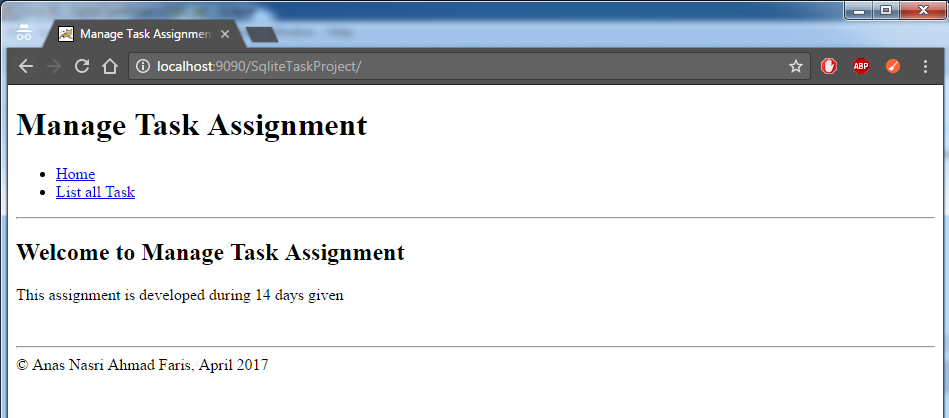 Manage Task Assignmen
localhost:9090/SqliteTaskProject/
ABP
Manage Task Assignment
Home
List all Task
Welcome to Manage Task Assignment
This assignment is developed during 14 days given
© Anas Nasri Ahmad Faris, April 2017